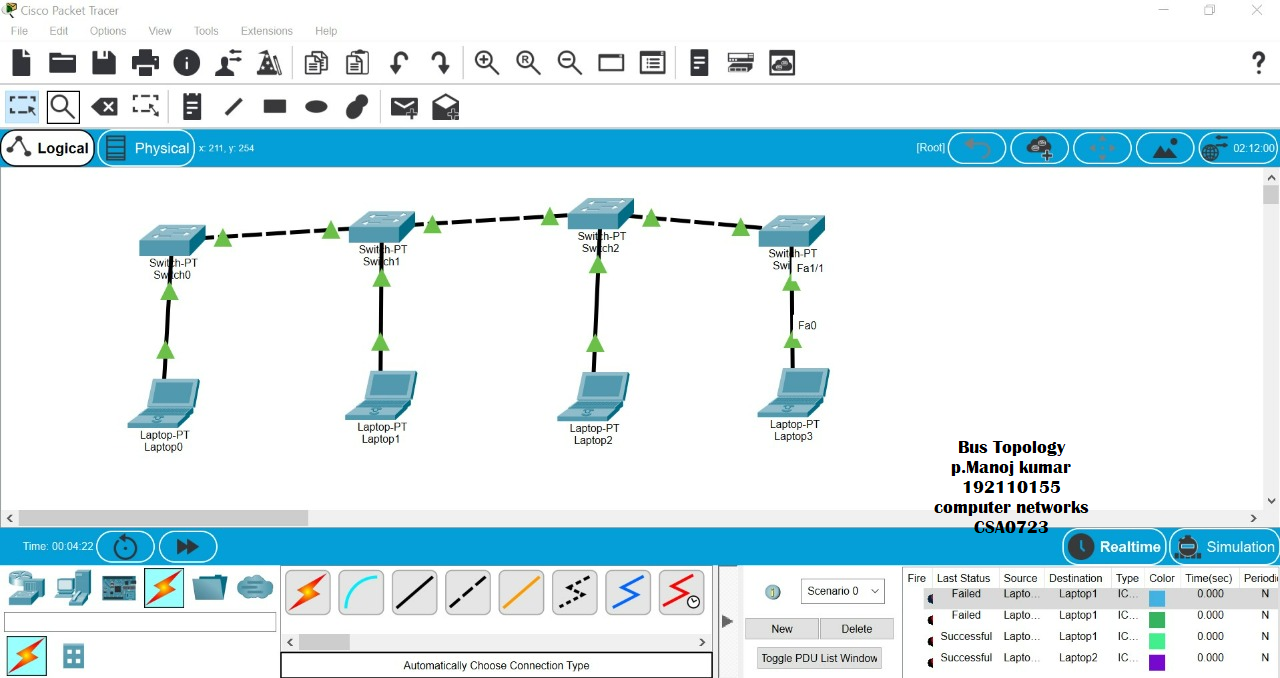 Cisco Packet Tracer
File Edit Options View Tools Extensions Help
Logical Physical x: 211, y: 254 [Root] 02:12:00
Switch-PT
Switch0
Switch-PT
Switch1
Switch-PT
Switch2
Switch-PT
Swi Fa1/1
Fa0
Laptop-PT
Laptop0
Laptop-PT
Laptop1
Laptop-PT
Laptop2
Laptop-PT
Laptop3
Bus Topology
p.Manoj kumar
192110155
computer networks
CSA0723
Time: 00:04:22 Realtime Simulation
Scenario 0
New Delete
Toggle PDU List Window
Automatically Choose Connection Type
Fire Last Status Source Destination Type Color Time(sec) Periodi
Failed Lapto... Laptop1 IC... 0.000 N
Failed Lapto... Laptop1 IC... 0.000 N
Successful Lapto... Laptop1 IC... 0.000 N
Successful Lapto... Laptop2 IC... 0.000 N